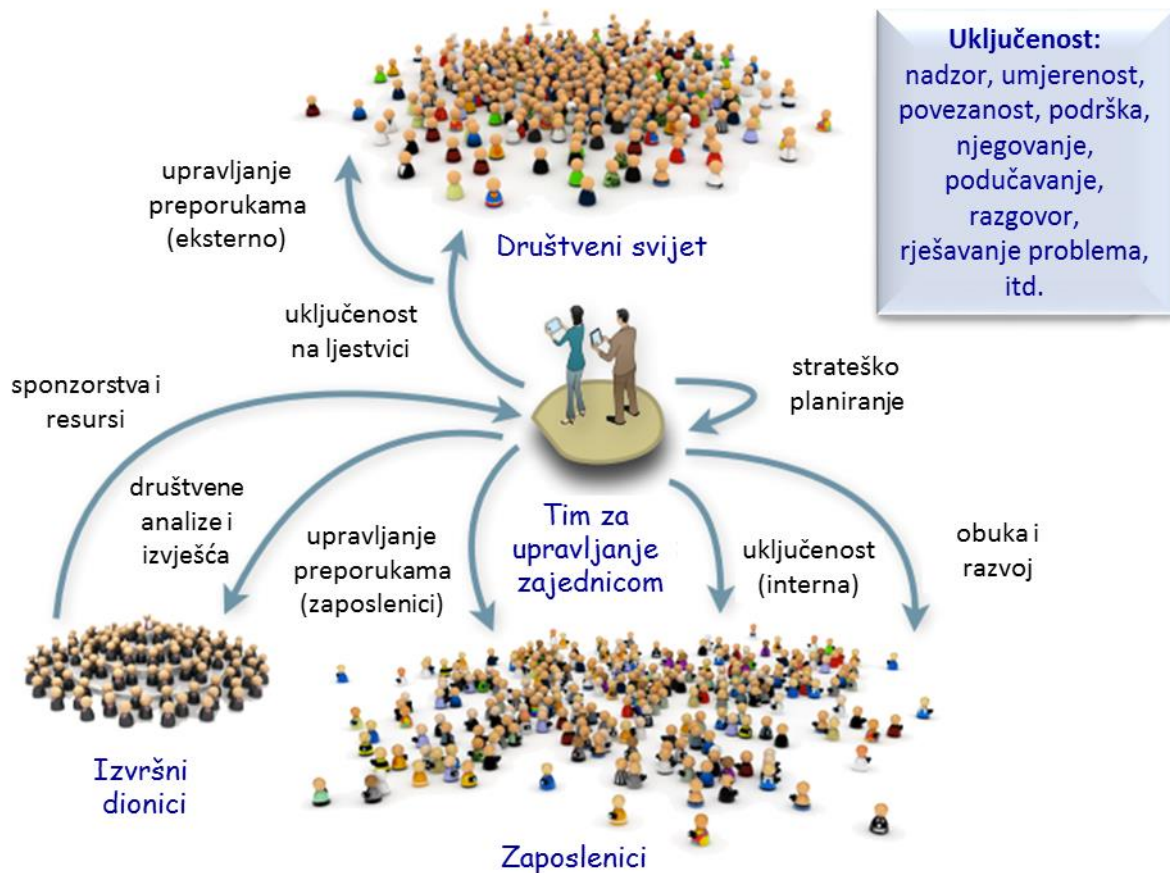 Uključenost:
nadzor, umjerenost,
povezanost, podrška,
njegovanje,
podučavanje,
razgovor,
rješavanje problema,
itd.
upravljanje
preporukama
(eksterno)
Društveni svijet
uključenost
na ljestvici
sponzorstva i
resursi
strateško
planiranje
društvene
analize i
izvješća
upravljanje
preporukama
(zaposlenici)
Tim za
upravljanje
zajednicom
uključenost
(interna)
obuka i
razvoj
Izvršni
dionici
Zaposlenici